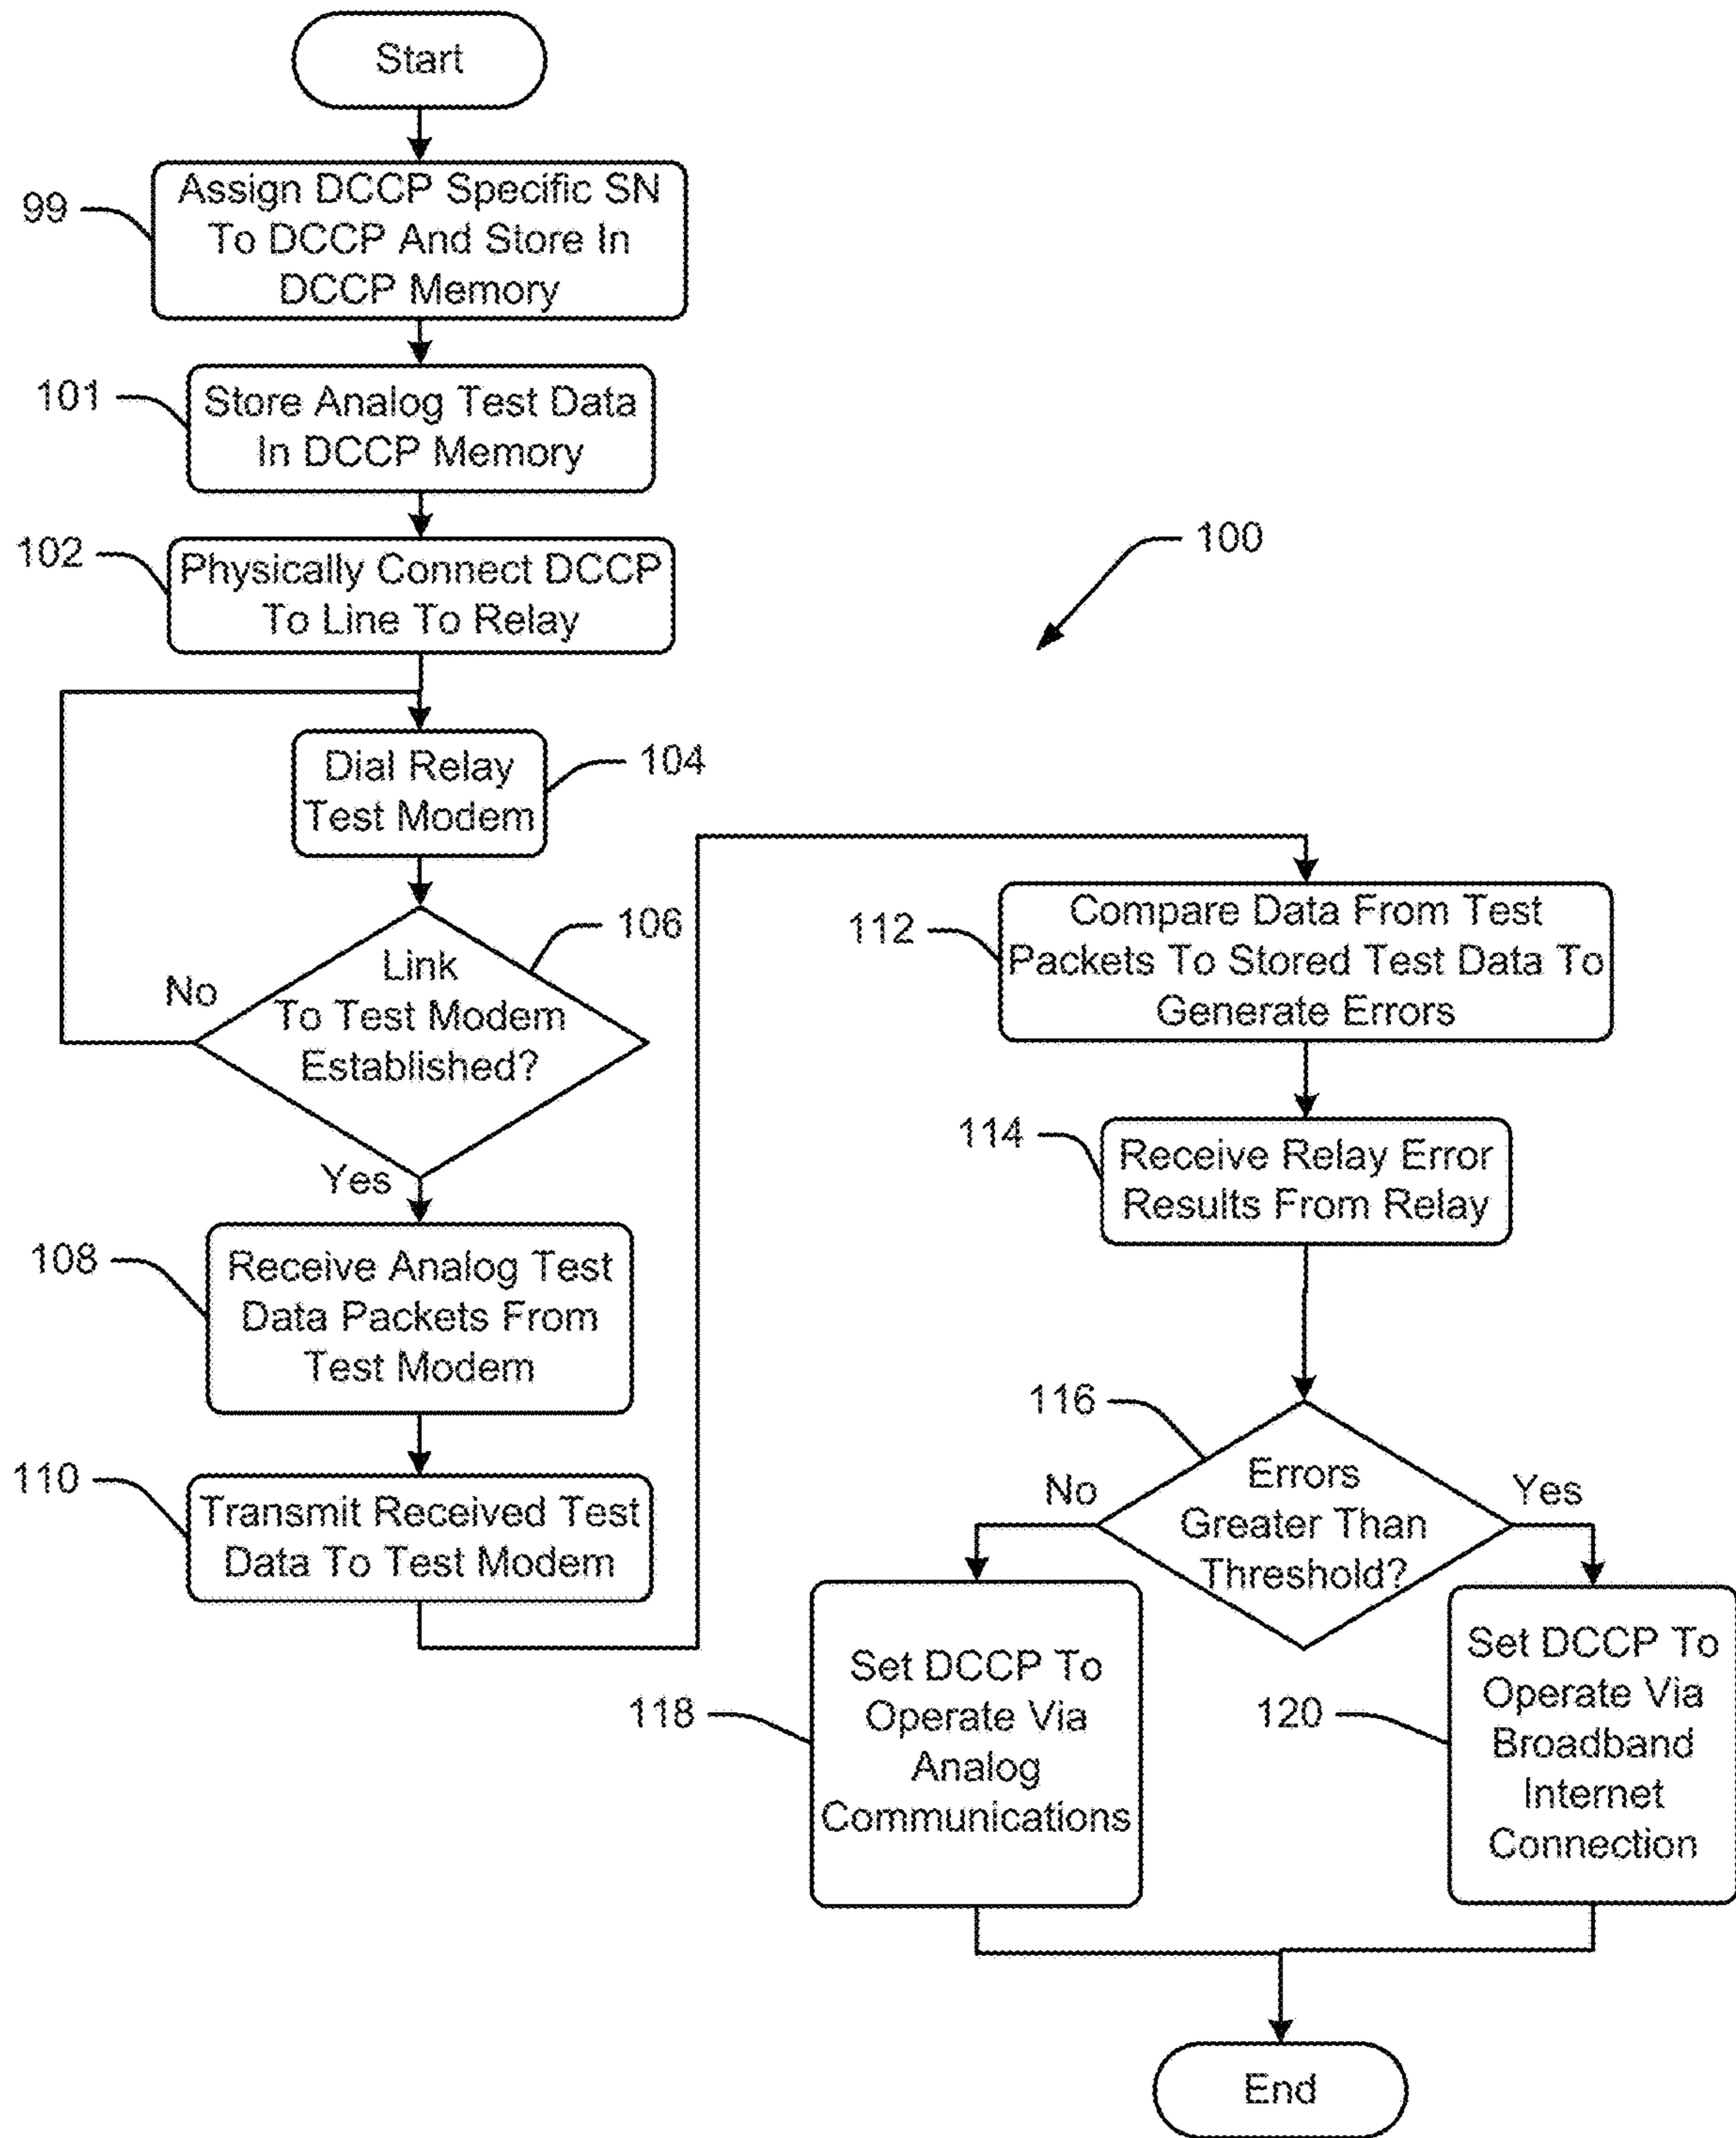 Start
99
Assign DCCP Specific SN
To DCCP And Store In
DCCP Memory
101
Store Analog Test Data
In DCCP Memory
102
Physically Connect DCCP
To Line To Relay
100
Dial Relay
Test Modem
104
106
Link
To Test Modem
Established?
No
Yes
108
Receive Analog Test
Data Packets From
Test Modem
110
Transmit Received Test
Data To Test Modem
112
Compare Data From Test
Packets To Stored Test Data To
Generate Errors
114
Receive Relay Error
Results From Relay
116
Errors
Greater Than
Threshold?
No
Yes
118
Set DCCP To
Operate Via
Analog
Communications
120
Set DCCP To
Operate Via
Broadband
Internet
Connection
End